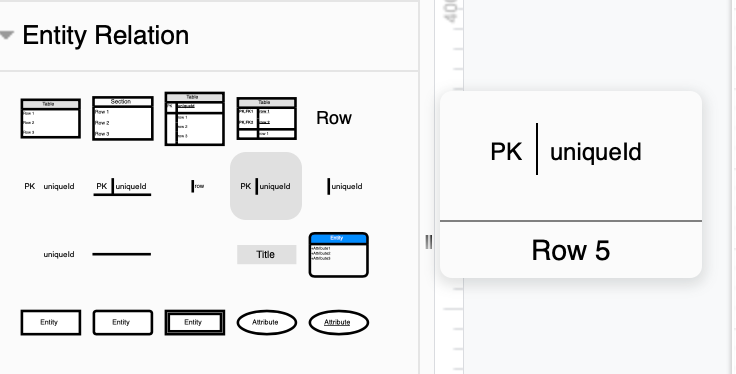 Entity Relation
400
Table
Row 1
Row 2
Row 3
Section
Row 1
Row 2
Row 3
Table
PK uniqueId
Row 1
Row 2
Row 3
Table
PK,FK1 Row 1
PK,FK2 Row 2
Row 1
Row
PK uniqueId
PK uniqueId
row
PK uniqueId
uniqueId
uniqueId
Title
Entity
+Attribute1
+Attribute2
+Attribute3
Entity
Entity
Entity
Attribute
Attribute
PK uniqueId
Row 5